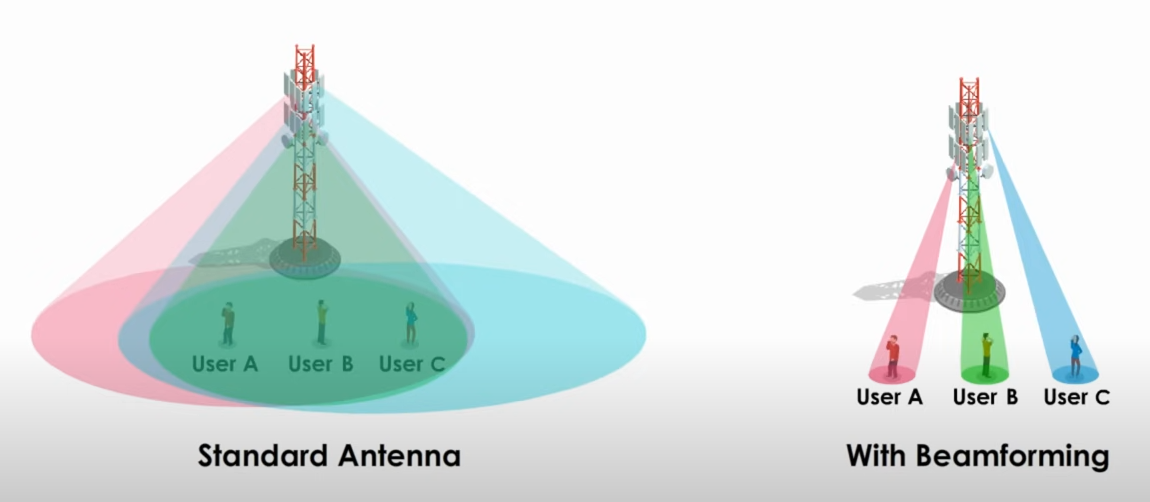 User A User B User C
Standard Antenna
User A User B User C
With Beamforming